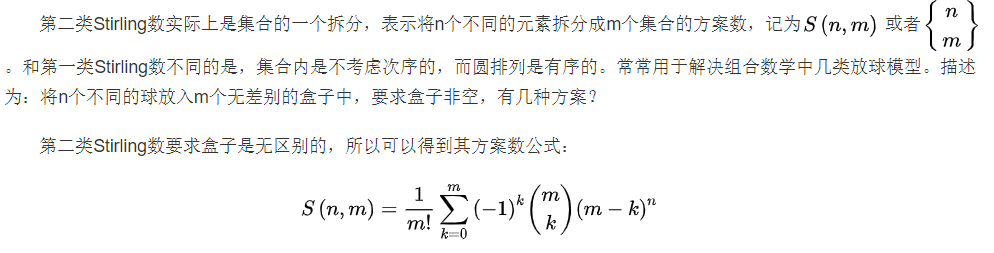 第二类Stirling数实际上是集合的一个拆分，表示将n个不同的元素拆分成m个集合的方案数，记为 S (n, m) 或者 { n m }
。和第一类Stirling数不同的是，集合内是不考虑次序的，而圆排列是有序的。常常用于解决组合数学中几类放球模型。描述
为：将n个不同的球放入m个无差别的盒子中，要求盒子非空，有几种方案？
第二类Stirling数要求盒子是无区别的，所以可以得到其方案数公式：
S (n, m) = \frac{1}{m!} \sum_{k=0}^{m} (-1)^k \binom{m}{k} (m - k)^n